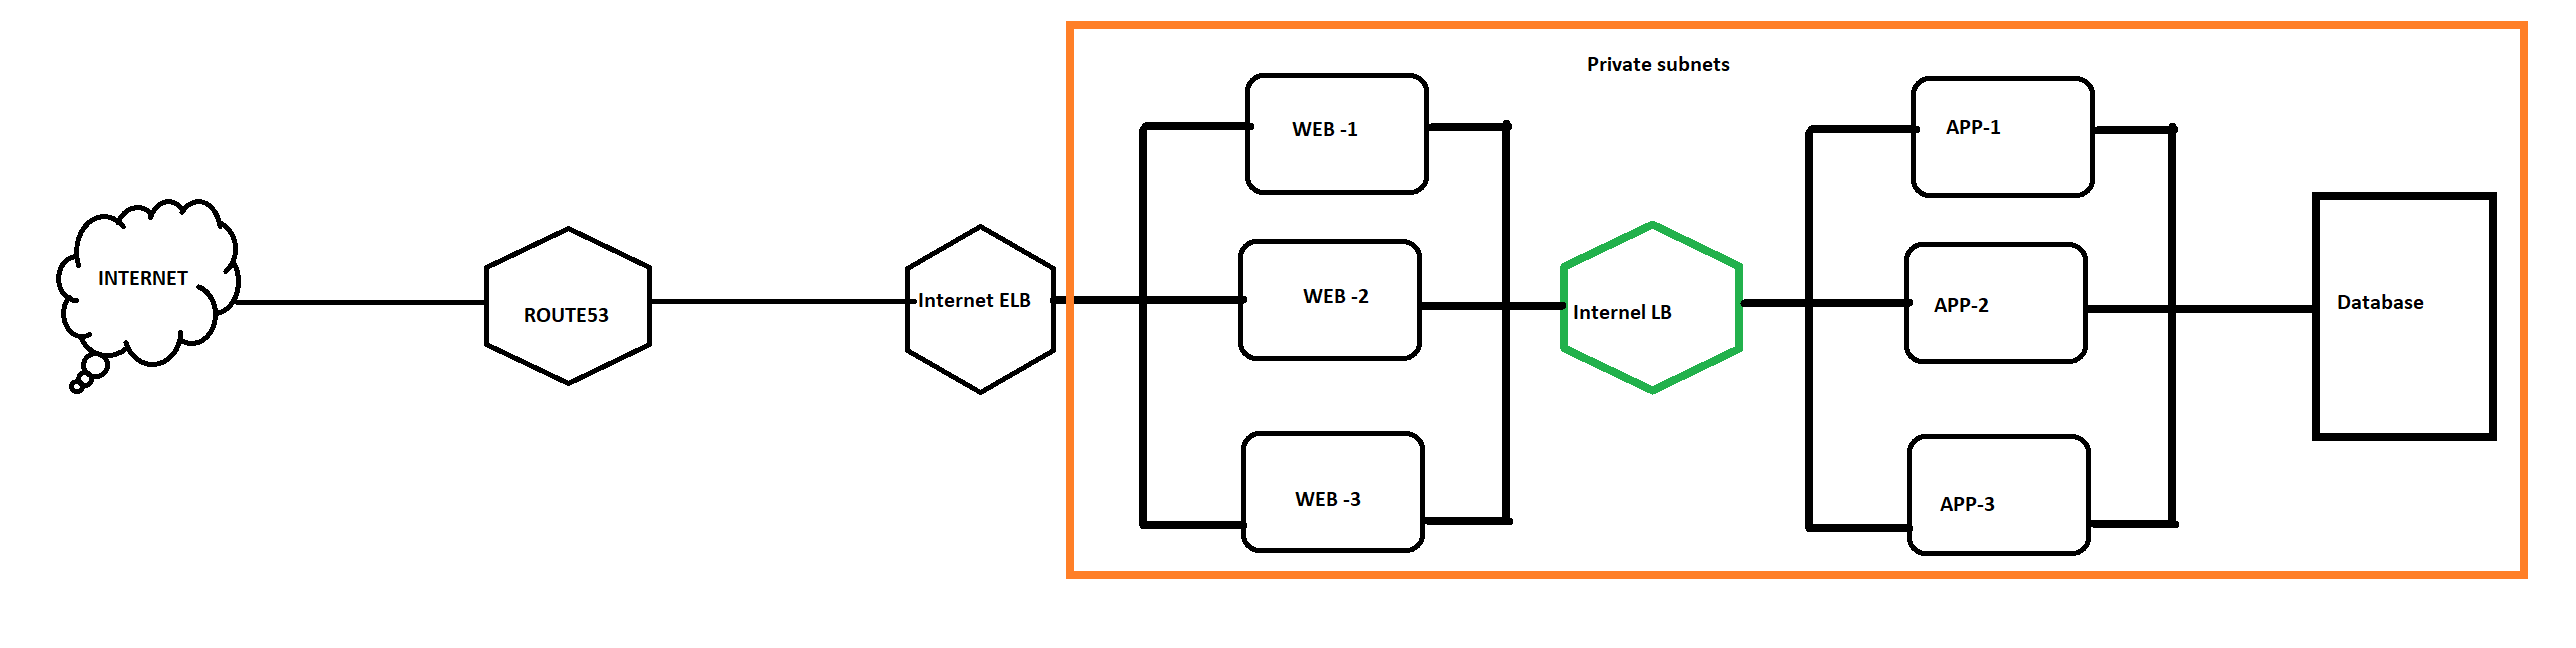 Private subnets
INTERNET
ROUTE53
Internet ELB
WEB -1
WEB -2
WEB -3
Internel LB
APP-1
APP-2
APP-3
Database